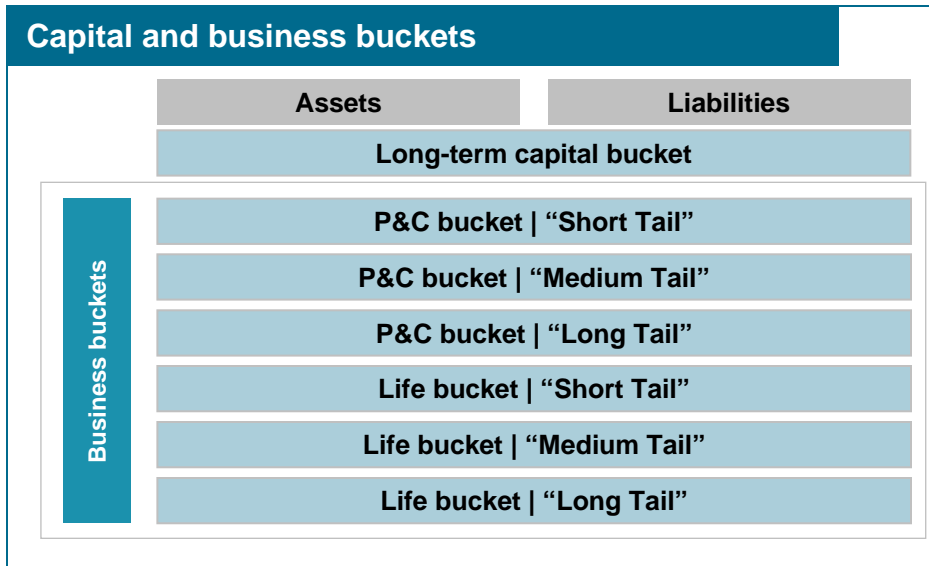 Capital and business buckets
Assets
Liabilities
Long-term capital bucket
Business buckets
P&C bucket | “Short Tail”
P&C bucket | “Medium Tail”
P&C bucket | “Long Tail”
Life bucket | “Short Tail”
Life bucket | “Medium Tail”
Life bucket | “Long Tail”